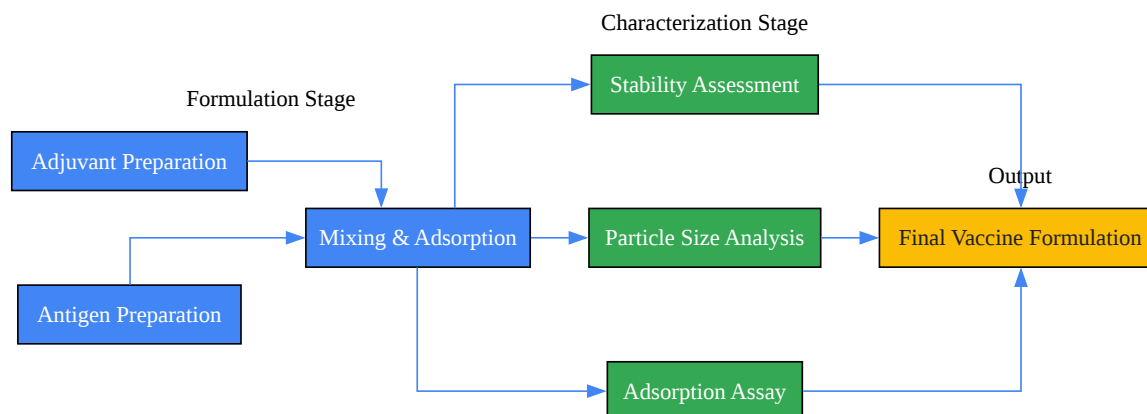 Characterization Stage
Stability Assessment
Formulation Stage
Adjuvant Preparation
Output
Mixing & Adsorption
Particle Size Analysis
Final Vaccine Formulation
Antigen Preparation
Adsorption Assay